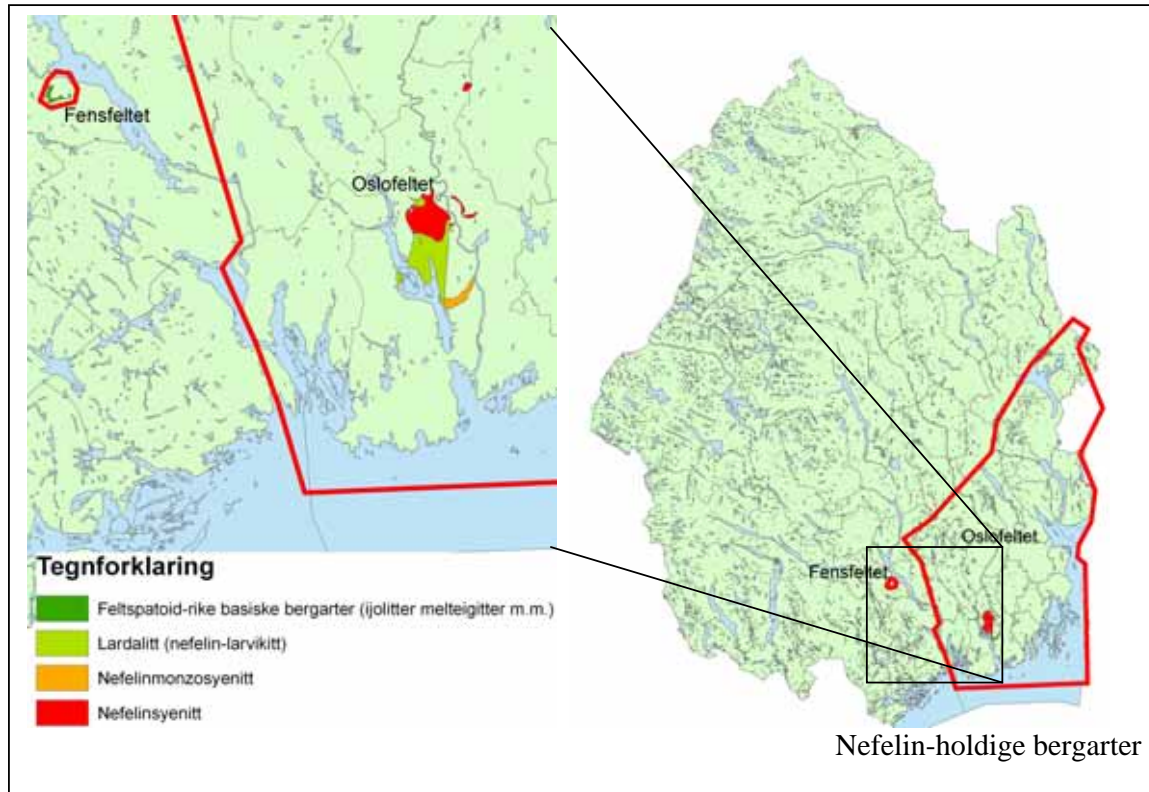 Fensfeltet
Oslofeltet
Tegnforklaring
Feltspatoid-rike basiske bergarter (ijolitter melteigitter m.m.)
Lardalitt (nefelin-larvikitt)
Nefelinmonzosyenitt
Nefelinsyenitt
Oslofeltet
Fensfeltet
Nefelin-holdige bergarter